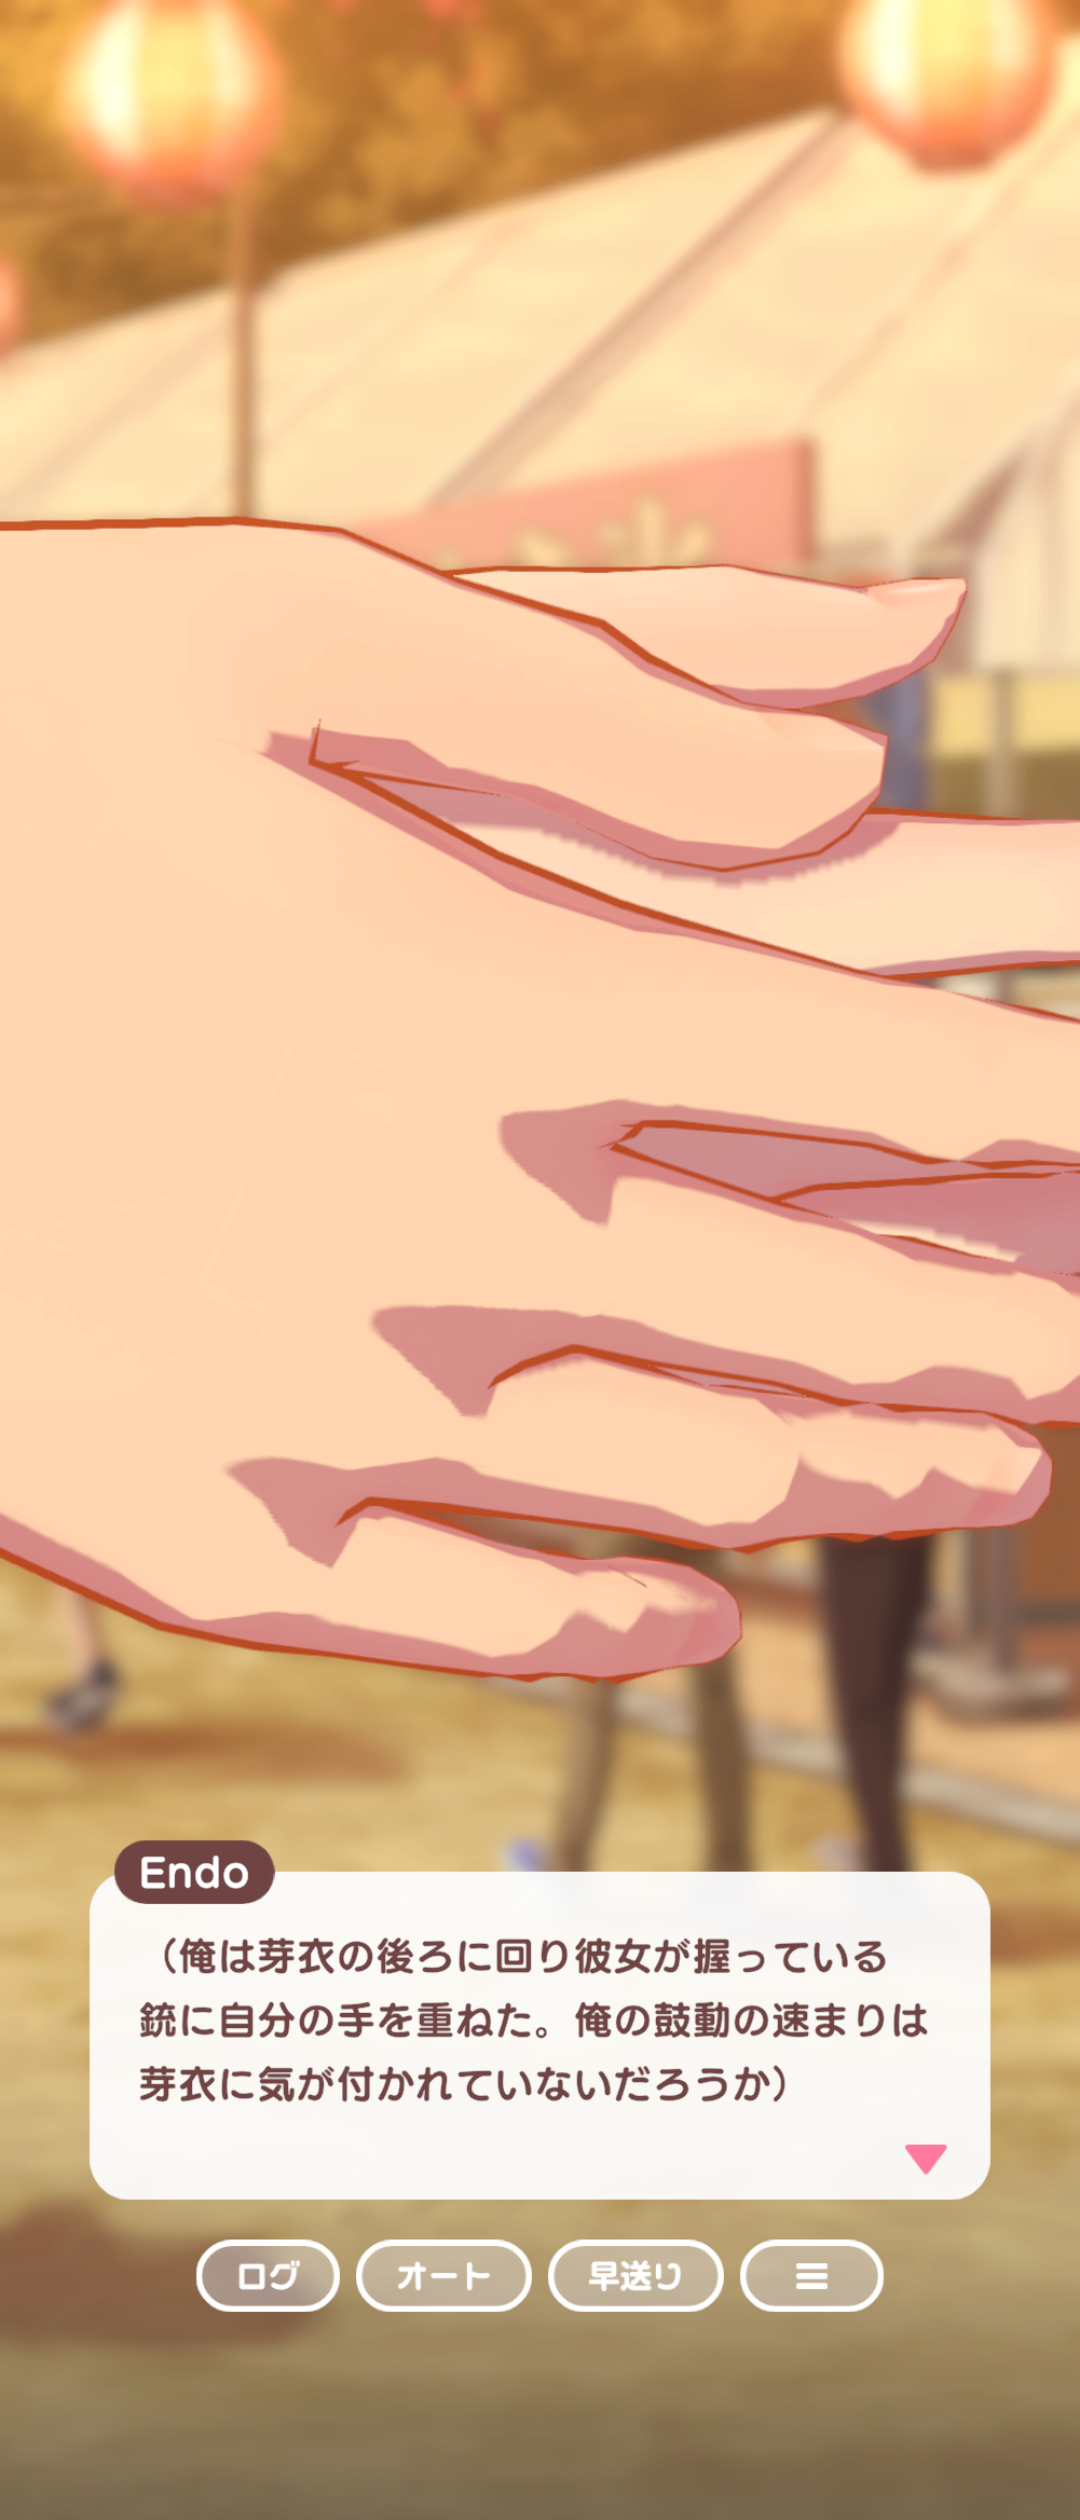 Endo
（俺は芽衣の後ろに回り彼女が握っている
銃に自分の手を重ねた。俺の鼓動の速まりは
芽衣に気が付かれていないだろうか）
ログ
オート
早送り